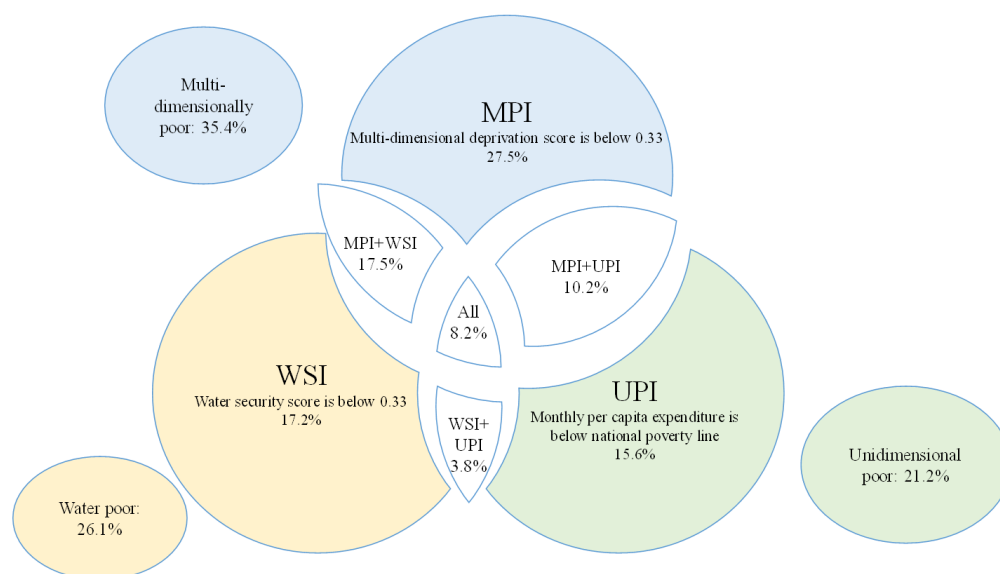 Multi-
dimensionally
poor: 35.4%
MPI
Multi-dimensional deprivation score is below 0.33
27.5%
MPI+WSI
17.5%
MPI+UPI
10.2%
All
8.2%
WSI
Water security score is below 0.33
17.2%
UPI
Monthly per capita expenditure is
below national poverty line
15.6%
WSI+
UPI
3.8%
Unidimensional
poor: 21.2%
Water poor:
26.1%